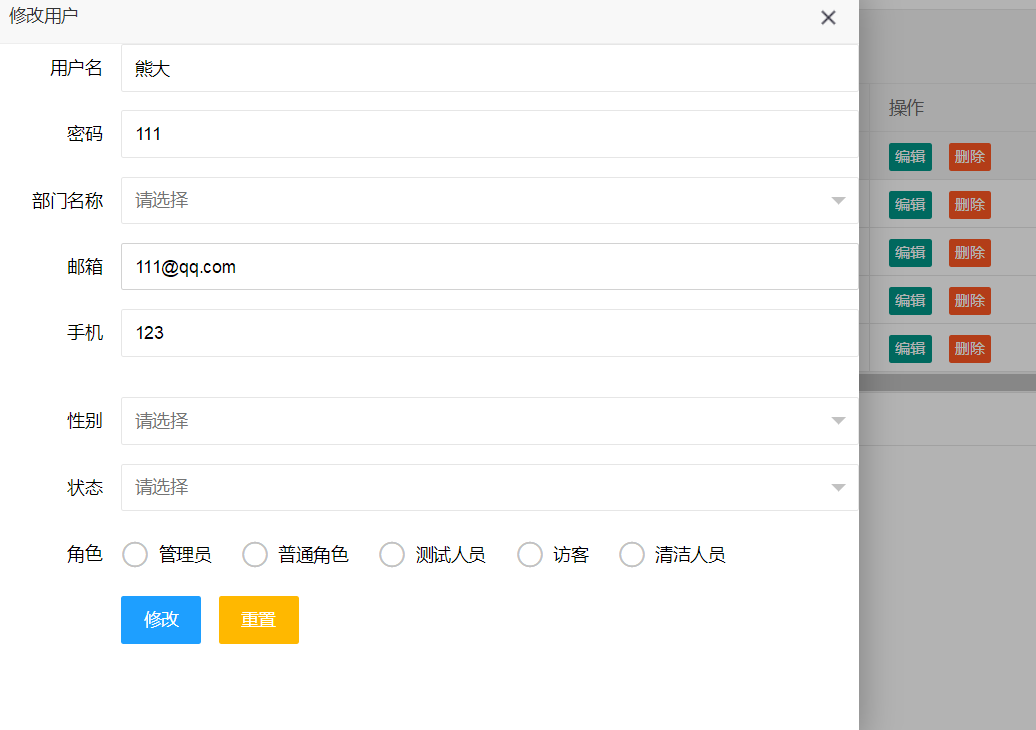 修改用户
用户名 熊大
密码 111
部门名称 请选择
邮箱 111@qq.com
手机 123
性别 请选择
状态 请选择
角色 管理员 普通角色 测试人员 访客 清洁人员
修改 重置
操作
编辑 删除
编辑 删除
编辑 删除
编辑 删除
编辑 删除